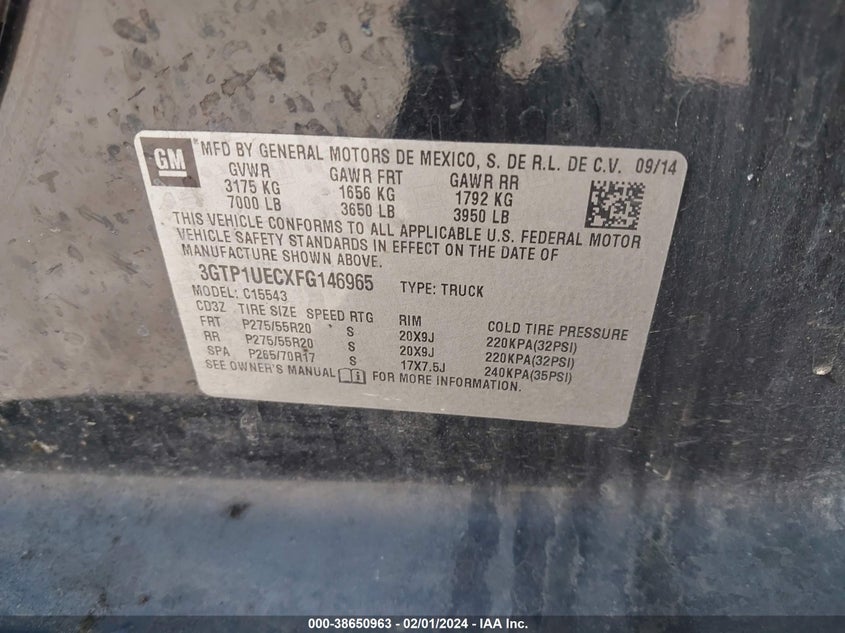 GM MFD BY GENERAL MOTORS DE MEXICO, S. DE R.L. DE C.V. 09/14
GVWR GAWR FRT GAWR RR
3175 KG 1656 KG 1792 KG
7000 LB 3650 LB 3950 LB
THIS VEHICLE CONFORMS TO ALL APPLICABLE U.S. FEDERAL MOTOR
VEHICLE SAFETY STANDARDS IN EFFECT ON THE DATE OF
MANUFACTURE SHOWN ABOVE.
3GTP1UECXFG146965 TYPE: TRUCK
MODEL: C15543
CD3Z TIRE SIZE SPEED RTG RIM COLD TIRE PRESSURE
FRT P275/55R20 S 20X9J 220KPA(32PSI)
RR P275/55R20 S 20X9J 220KPA(32PSI)
SPA P265/70R17 S 17X7.5J 240KPA(35PSI)
SEE OWNER'S MANUAL FOR MORE INFORMATION.
000-38650963 - 02/01/2024 - IAA Inc.